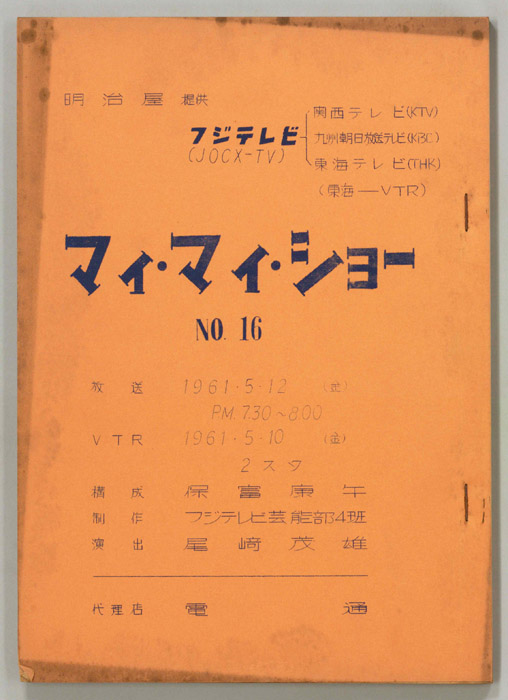 明治屋 提供
フジテレビ
(JOCX-TV)
関西テレビ(KTV)
九州朝日放送テレビ(KBC)
東海テレビ(THK)
(東海—VTR)
マイ・マイ・ショー
NO. 16
放送 1961・5・12 (金)
P.M. 7.30~8.00
VTR 1961・5・10 (金)
2スタ
構成 保富康午
制作 フジテレビ芸能部4班
演出 尾崎茂雄
代理店 電通